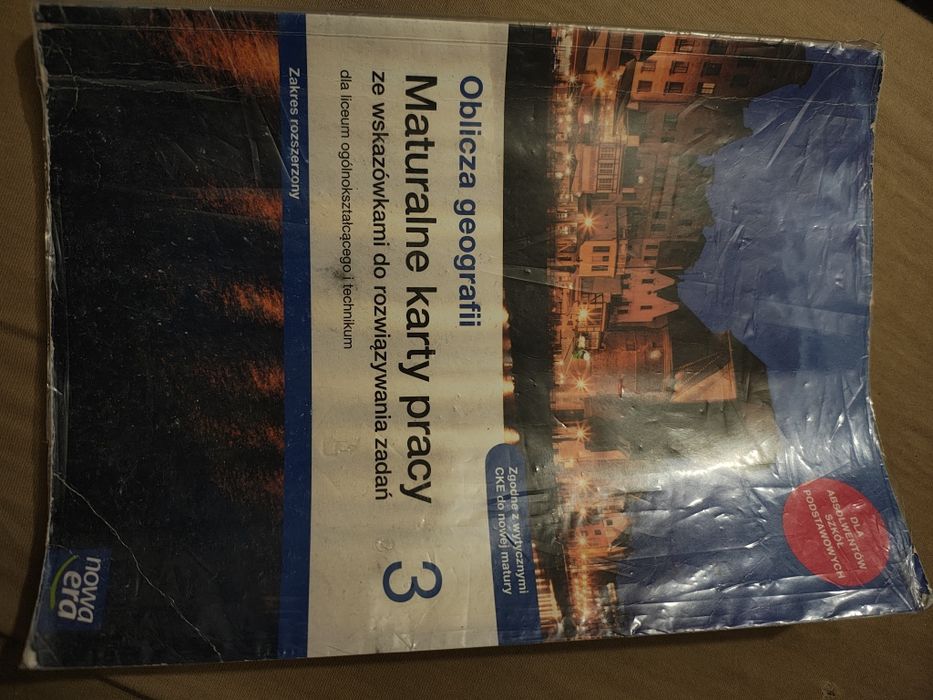 DLA
ABSOLWENTÓW
SZKÓŁ
PODSTAWOWYCH
Zgodne z wytycznymi
CKE do nowej matury
Oblicza geografii
Maturalne karty pracy 3
ze wskazówkami do rozwiązywania zadań
dla liceum ogólnokształcącego i technikum
Zakres rozszerzony
nowa
era